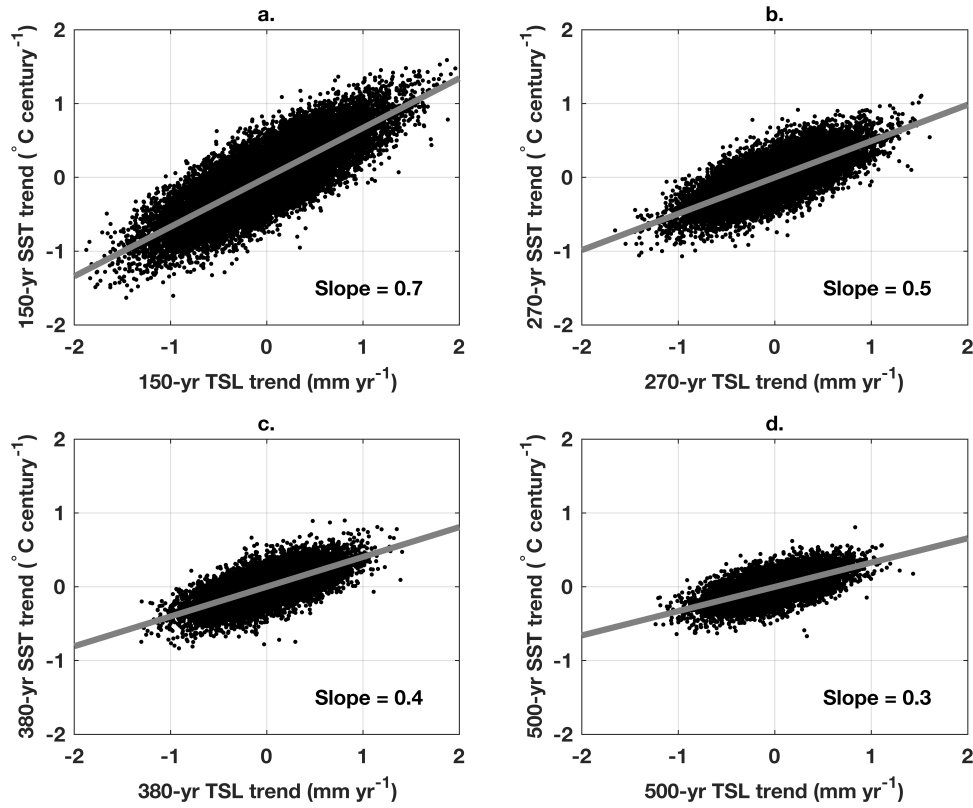 a.
2
1
0
-1
-2
150-yr SST trend (°C century-1)
Slope = 0.7
-2 -1 0 1 2
150-yr TSL trend (mm yr-1)
b.
2
1
0
-1
-2
270-yr SST trend (°C century-1)
Slope = 0.5
-2 -1 0 1 2
270-yr TSL trend (mm yr-1)
c.
2
1
0
-1
-2
380-yr SST trend (°C century-1)
Slope = 0.4
-2 -1 0 1 2
380-yr TSL trend (mm yr-1)
d.
2
1
0
-1
-2
500-yr SST trend (°C century-1)
Slope = 0.3
-2 -1 0 1 2
500-yr TSL trend (mm yr-1)